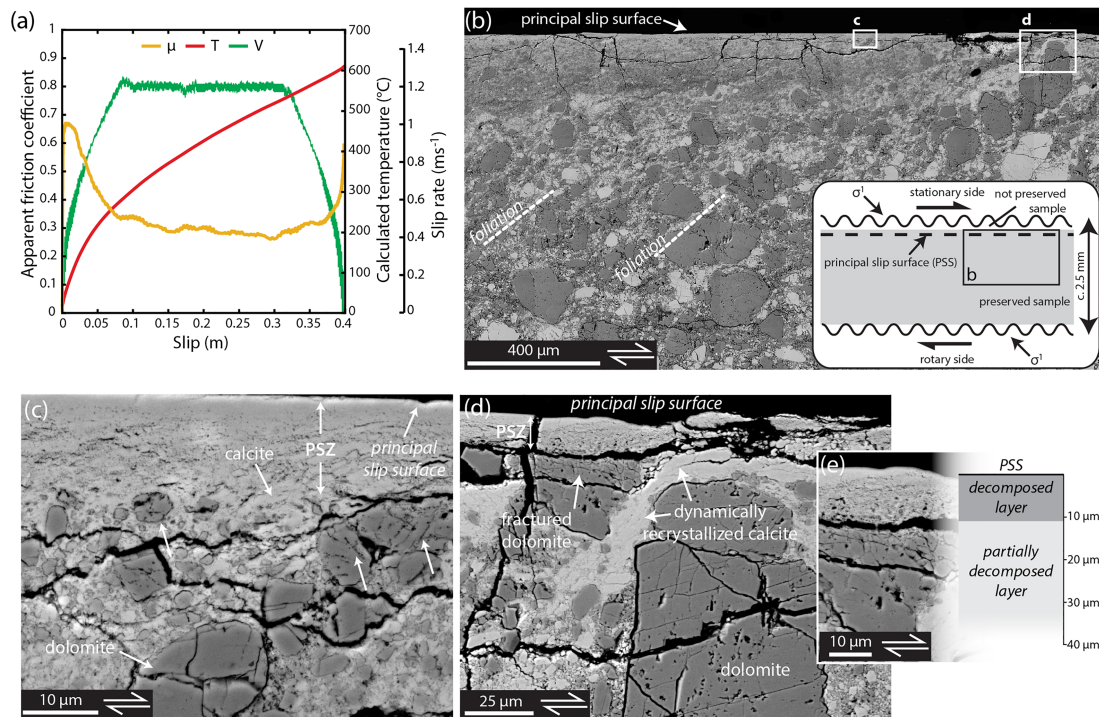 (a)
μ
T
V
Apparent friction coefficient
1
0.9
0.8
0.7
0.6
0.5
0.4
0.3
0.2
0.1
0
0
0.05
0.1
0.15
0.2
0.25
0.3
0.35
0.4
Slip (m)
700
600
500
400
300
200
100
0
Calculated temperature (°C)
1.4
1.2
1
0.8
0.6
0.4
0.2
0
Slip rate (ms⁻¹)
(b)
principal slip surface
c
d
foliation
foliation
400 μm
σ¹
stationary side
not preserved
sample
principal slip surface (PSS)
b
preserved sample
c. 2.5 mm
rotary side
σ¹
(c)
PSZ
calcite
principal
slip surface
dolomite
10 μm
(d)
principal slip surface
PSZ
fractured
dolomite
dynamically
recrystallized calcite
dolomite
25 μm
(e)
PSS
decomposed
layer
partially
decomposed
layer
10 μm
20 μm
30 μm
40 μm
10 μm